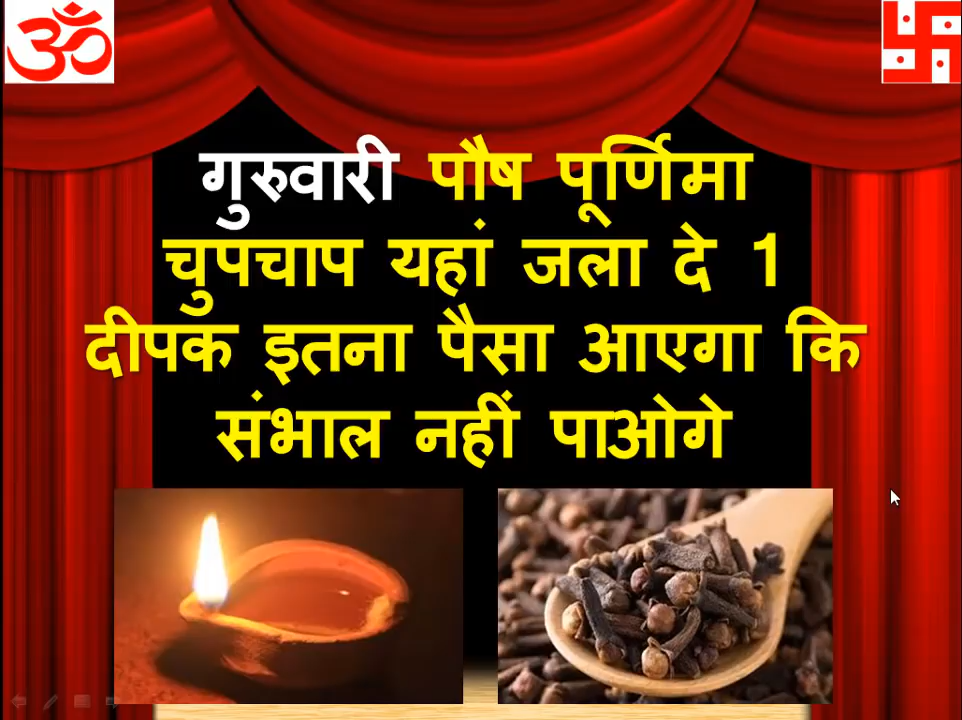 ॐ
गुरुवारी पौष पूर्णिमा
चुपचाप यहां जला दे 1
दीपक इतना पैसा आएगा कि
संभाल नहीं पाओगे